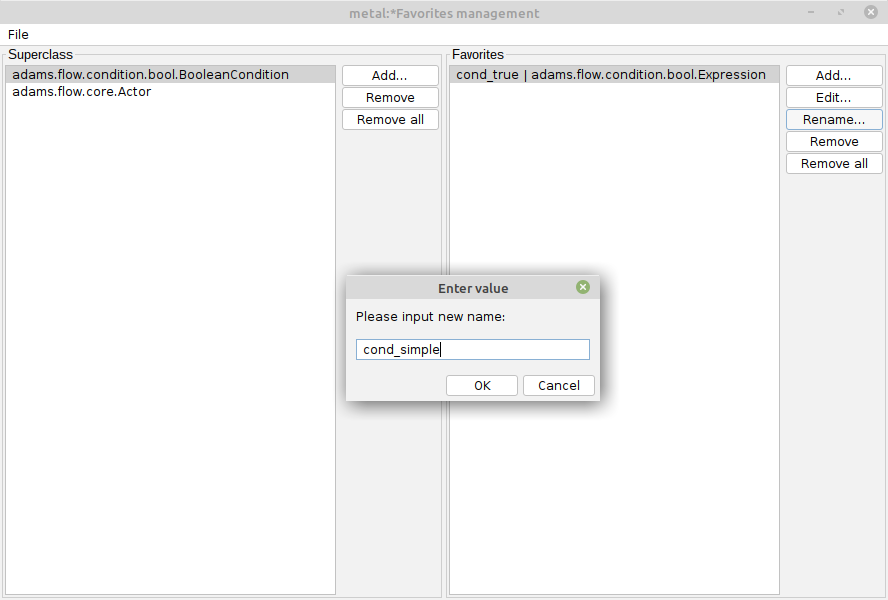 metal:*Favorites management
File
Superclass
adams.flow.condition.bool.BooleanCondition
adams.flow.core.Actor
Add...
Remove
Remove all
Favorites
cond_true | adams.flow.condition.bool.Expression
Add...
Edit...
Rename...
Remove
Remove all
Enter value
Please input new name:
cond_simple
OK
Cancel